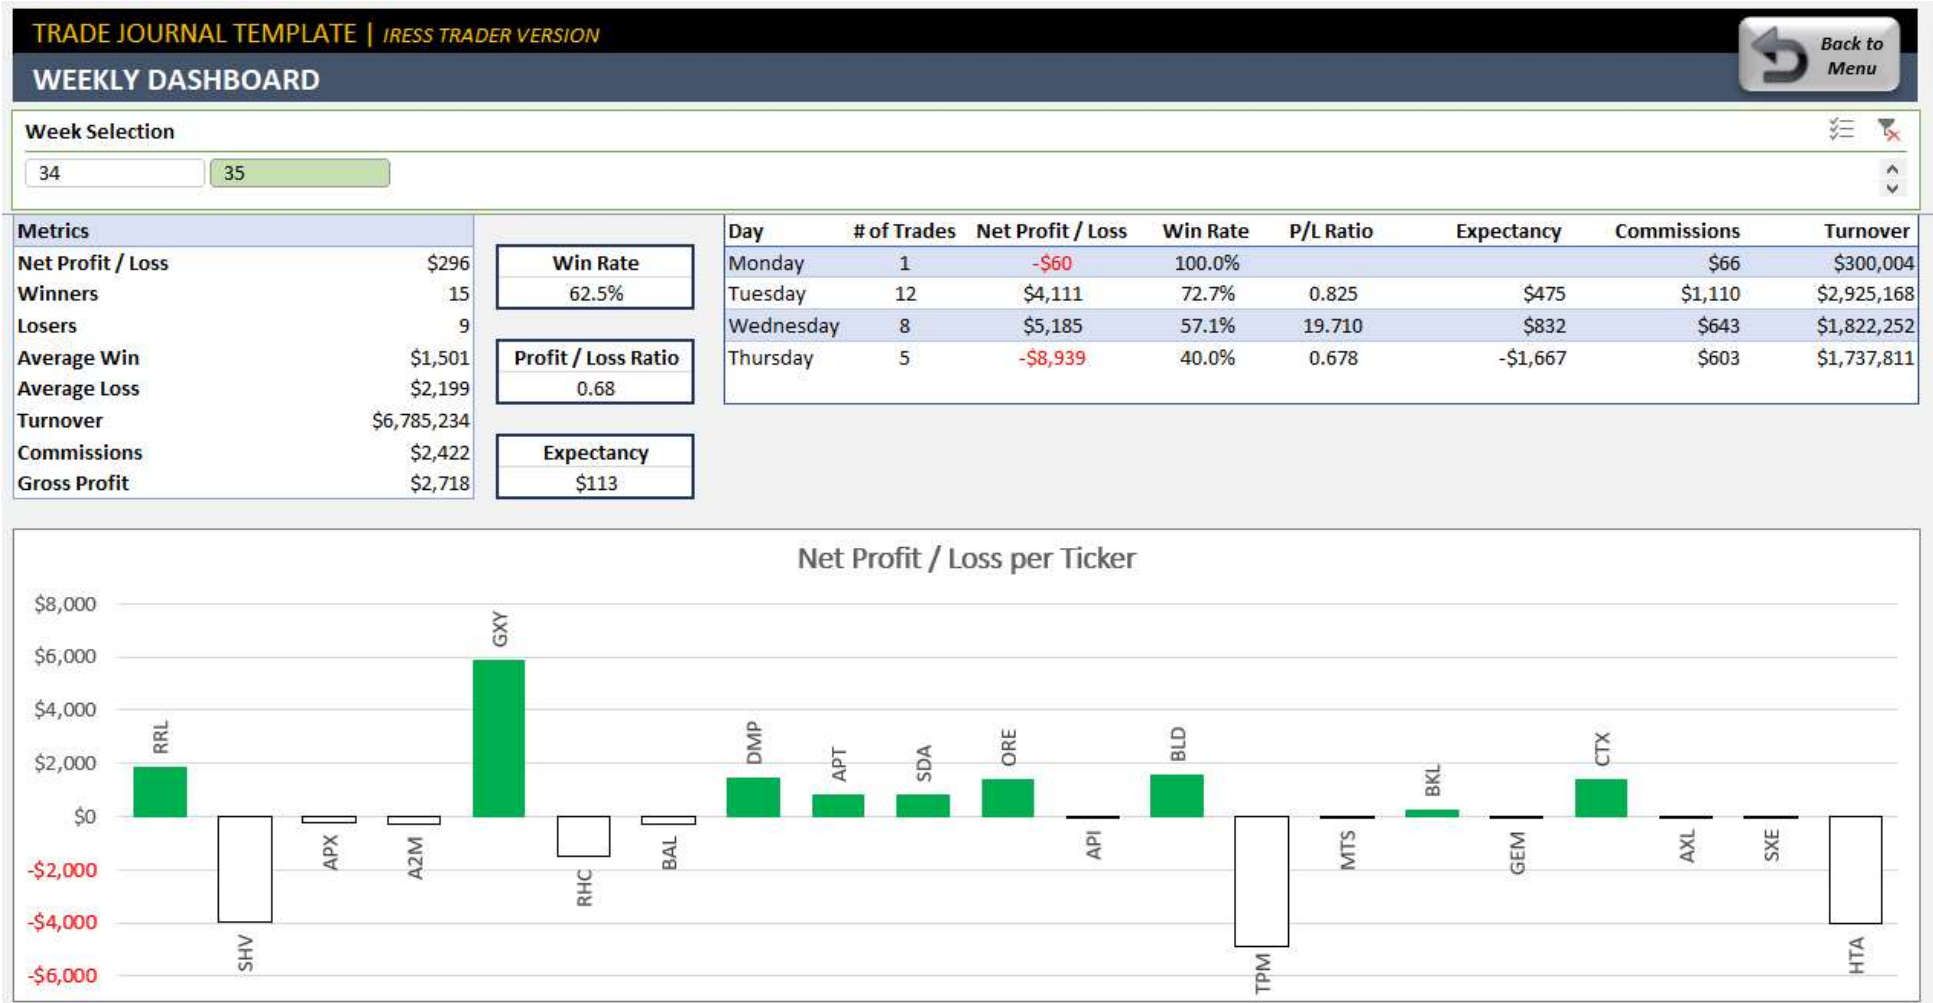 TRADE JOURNAL TEMPLATE | IRESS TRADER VERSION
Back to
Menu
WEEKLY DASHBOARD
Week Selection
34 35
Metrics
Net Profit / Loss $296
Winners 15
Losers 9
Average Win $1,501
Average Loss $2,199
Turnover $6,785,234
Commissions $2,422
Gross Profit $2,718
Win Rate
62.5%
Profit / Loss Ratio
0.68
Expectancy
$113
Day # of Trades Net Profit / Loss Win Rate P/L Ratio Expectancy Commissions Turnover
Monday 1 -$60 100.0% $66 $300,004
Tuesday 12 $4,111 72.7% 0.825 $475 $1,110 $2,925,168
Wednesday 8 $5,185 57.1% 19.710 $832 $643 $1,822,252
Thursday 5 -$8,939 40.0% 0.678 -$1,667 $603 $1,737,811
Net Profit / Loss per Ticker
$8,000
$6,000
$4,000
$2,000
$0
-$2,000
-$4,000
-$6,000
RRL
SHV
APX
A2M
GXY
RHC
BAL
DMP
APT
SDA
ORE
API
BLD
TPM
MTS
BKL
GEM
CTX
AXL
SXE
HTA